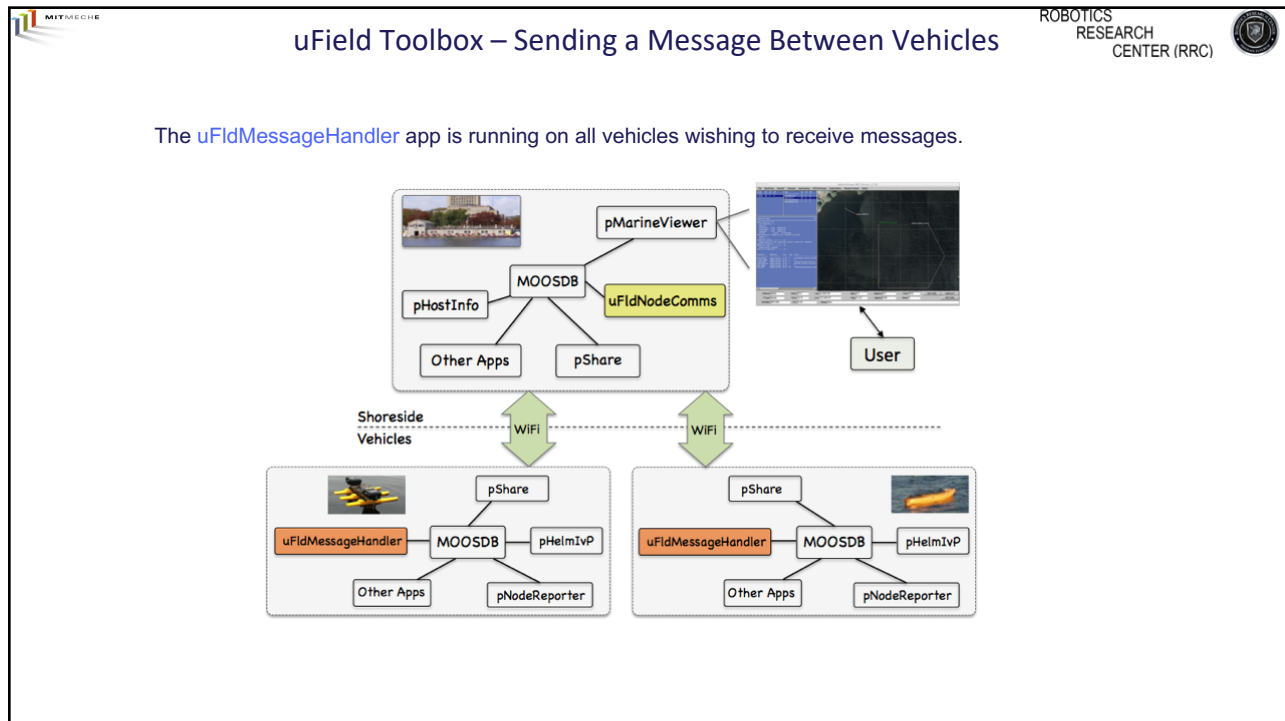 MITMECHE
uField Toolbox – Sending a Message Between Vehicles
ROBOTICS
RESEARCH
CENTER (RRC)
The uFldMessageHandler app is running on all vehicles wishing to receive messages.
pMarineViewer
MOOSDB
pHostInfo
uFldNodeComms
Other Apps
pShare
User
Shoreside
Vehicles
WiFi
WiFi
pShare
uFldMessageHandler
MOOSDB
pHelmIvP
Other Apps
pNodeReporter
pShare
uFldMessageHandler
MOOSDB
pHelmIvP
Other Apps
pNodeReporter